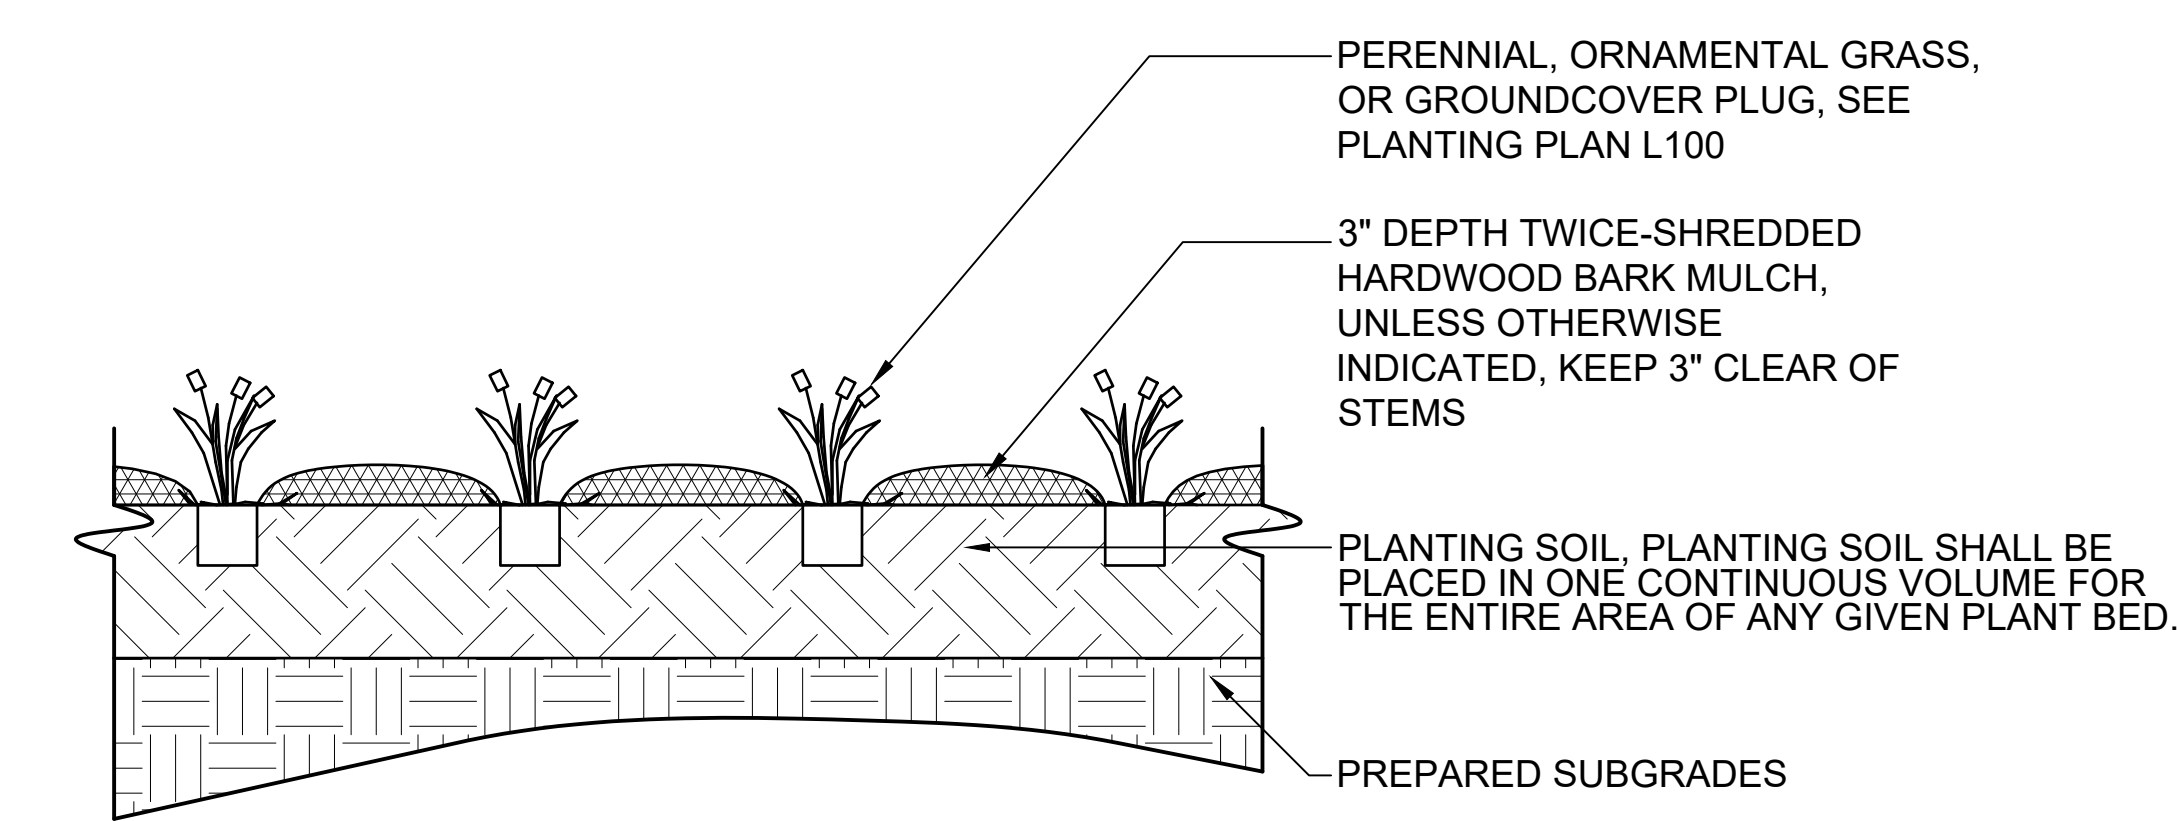 PERENNIAL, ORNAMENTAL GRASS,
OR GROUNDCOVER PLUG, SEE
PLANTING PLAN L100
3" DEPTH TWICE-SHREDDED
HARDWOOD BARK MULCH,
UNLESS OTHERWISE
INDICATED, KEEP 3" CLEAR OF
STEMS
PLANTING SOIL, PLANTING SOIL SHALL BE
PLACED IN ONE CONTINUOUS VOLUME FOR
THE ENTIRE AREA OF ANY GIVEN PLANT BED.
PREPARED SUBGRADES